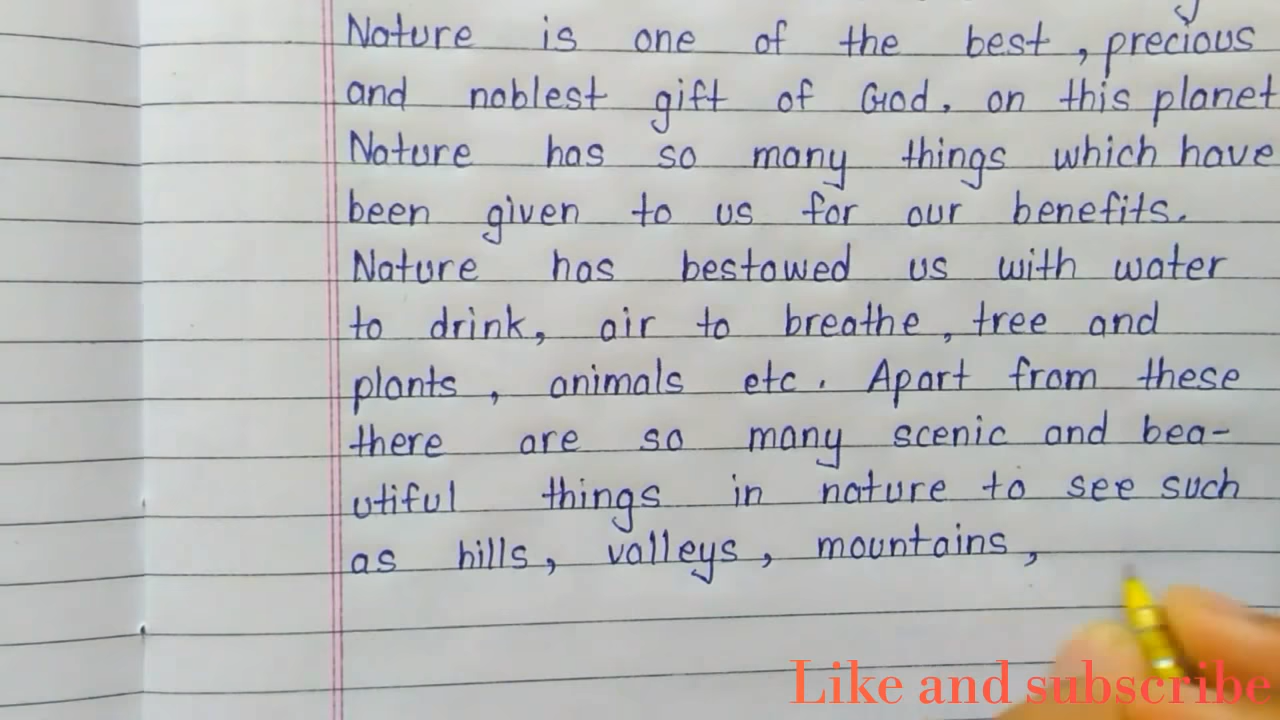 Nature is one of the best, precious
and noblest gift of God. on this planet
Nature has so many things which have
been given to us for our benefits.
Nature has bestowed us with water
to drink, air to breathe, tree and
plants, animals etc. Apart from these
there are so many scenic and bea-
utiful things in nature to see such
as hills, valleys, mountains,
Like and subscribe